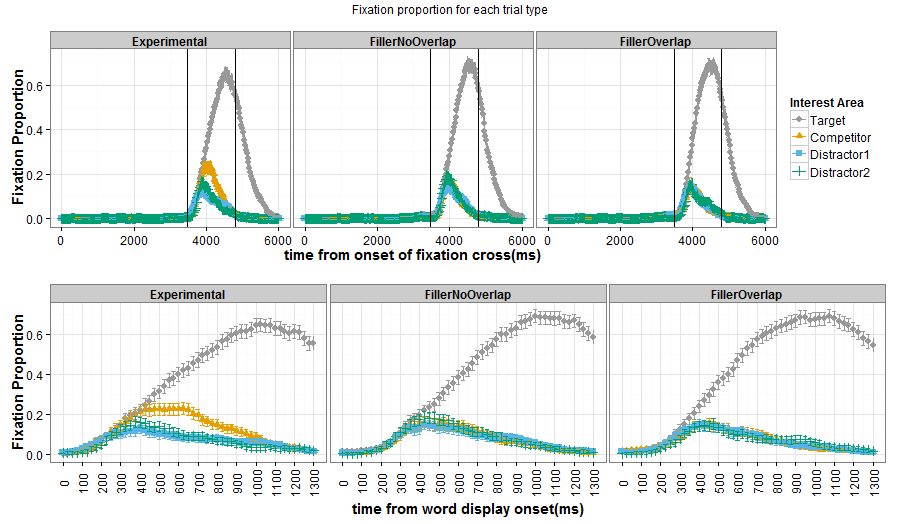 Fixation proportion for each trial type
Experimental FillerNoOverlap FillerOverlap
Fixation Proportion
0.6
0.4
0.2
0.0
0 2000 4000 6000 0 2000 4000 6000 0 2000 4000 6000
time from onset of fixation cross(ms)
Interest Area
Target
Competitor
Distractor1
Distractor2
Experimental FillerNoOverlap FillerOverlap
Fixation Proportion
0.6
0.4
0.2
0.0
0 100 200 300 400 500 600 700 800 900 1000 1100 1200 1300 0 100 200 300 400 500 600 700 800 900 1000 1100 1200 1300 0 100 200 300 400 500 600 700 800 900 1000 1100 1200 1300
time from word display onset(ms)